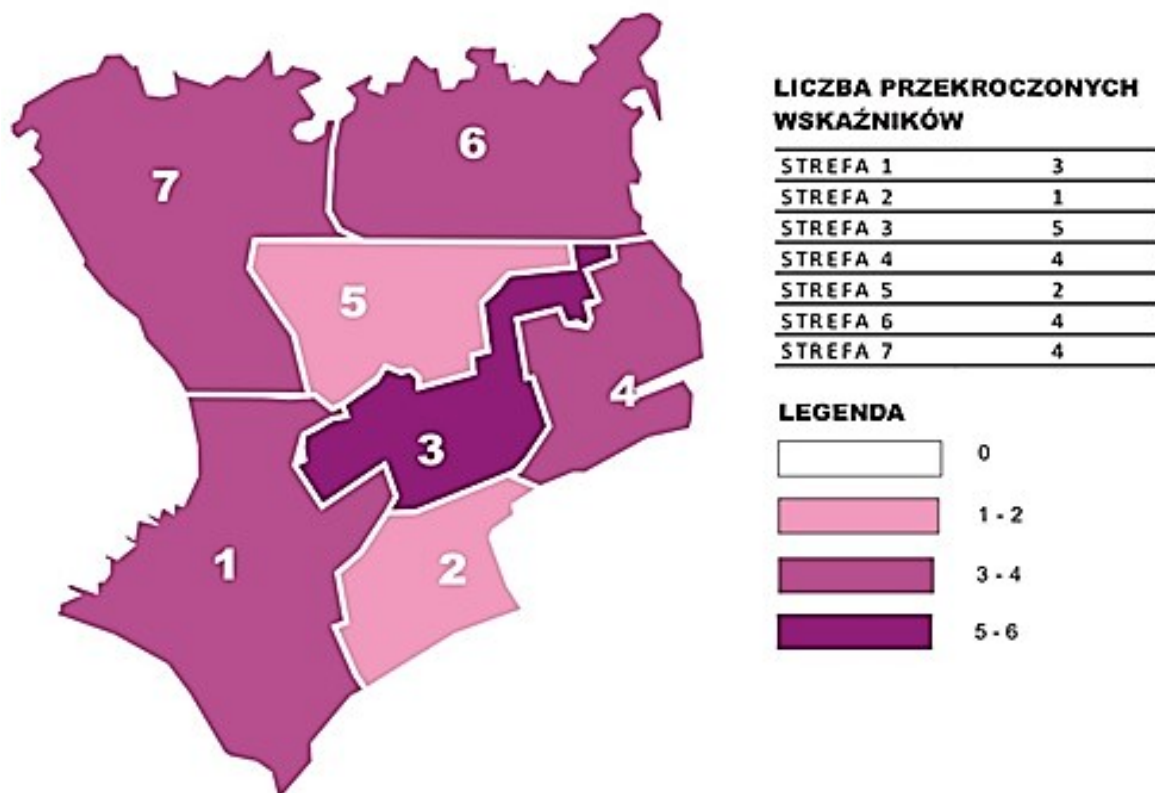 7
6
5
4
3
2
1
LICZBA PRZEKROCZONYCH
WSKAŹNIKÓW
STREFA 1 3
STREFA 2 1
STREFA 3 5
STREFA 4 4
STREFA 5 2
STREFA 6 4
STREFA 7 4
LEGENDA
0
1 - 2
3 - 4
5 - 6